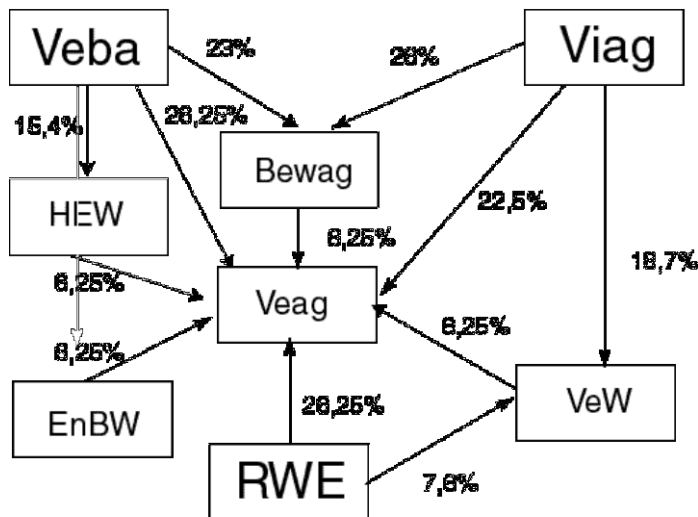 Veba
Viag
23%
26%
15,4%
26,25%
Bewag
HEW
22,5%
6,25%
18,7%
6,25%
Veag
6,25%
6,25%
EnBW
26,25%
VeW
RWE
7,6%